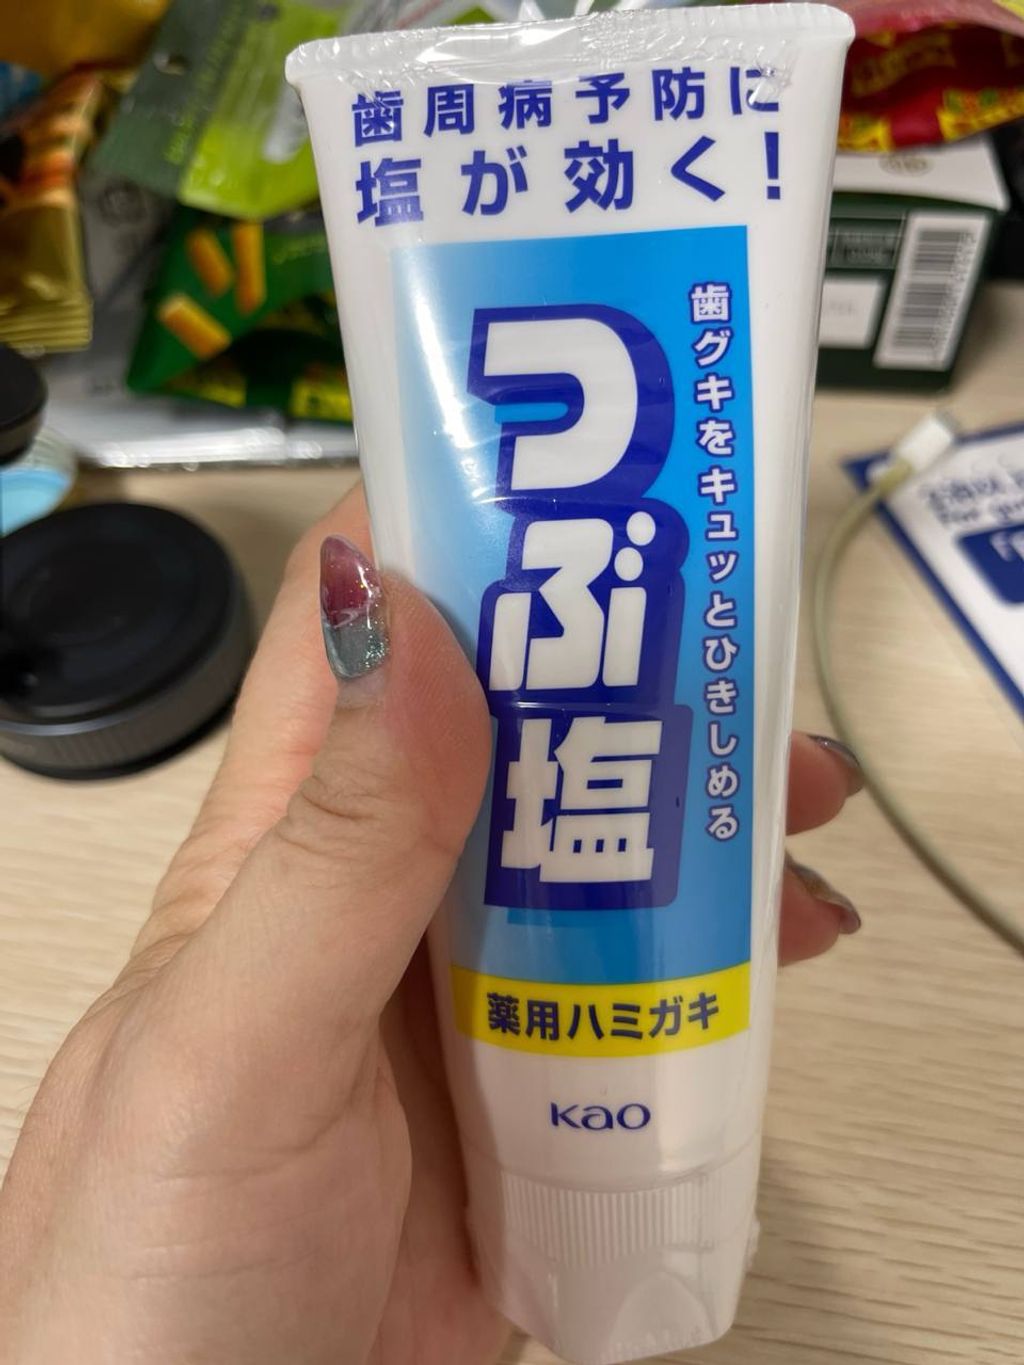 歯周病予防に
塩が効く!
歯グキをキュッとひきしめる
つぶ塩
薬用ハミガキ
Kao